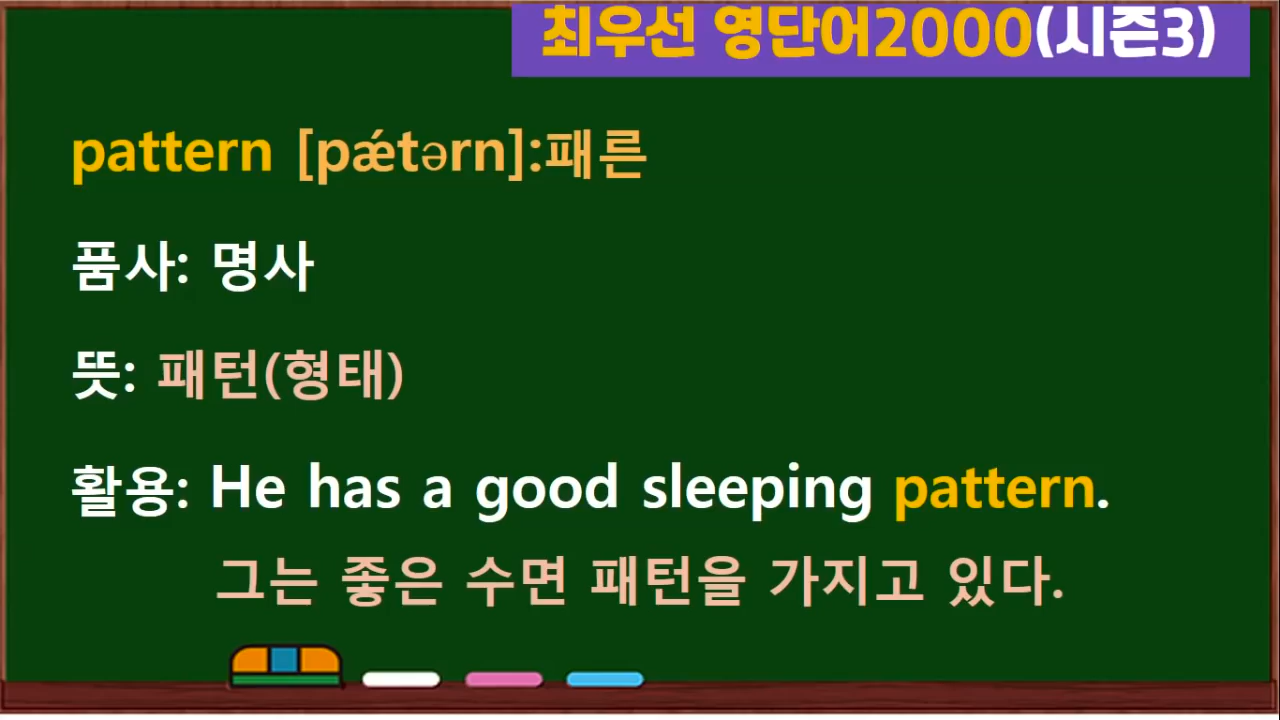 최우선 영단어2000(시즌3)
pattern [pǽtərn]:패른
품사: 명사
뜻: 패턴(형태)
활용: He has a good sleeping pattern.
그는 좋은 수면 패턴을 가지고 있다.